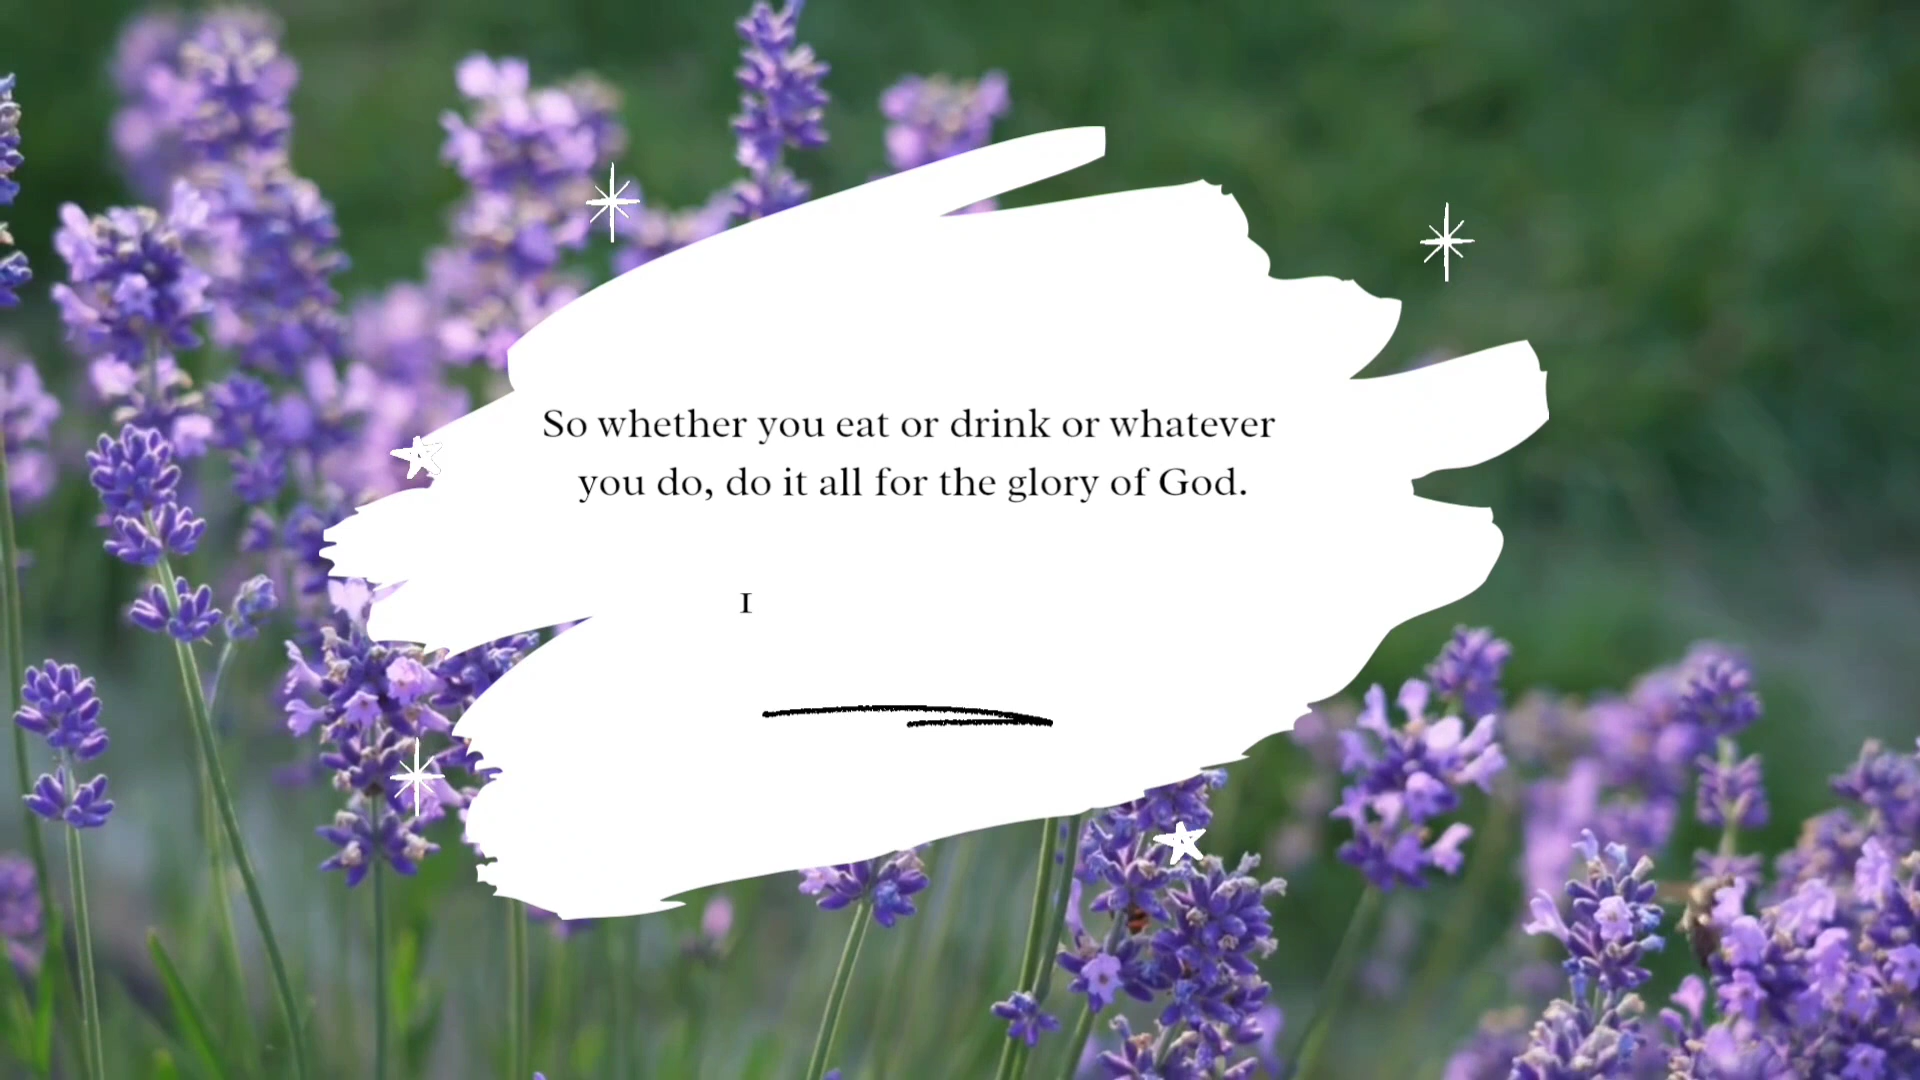 So whether you eat or drink or whatever
you do, do it all for the glory of God.
I